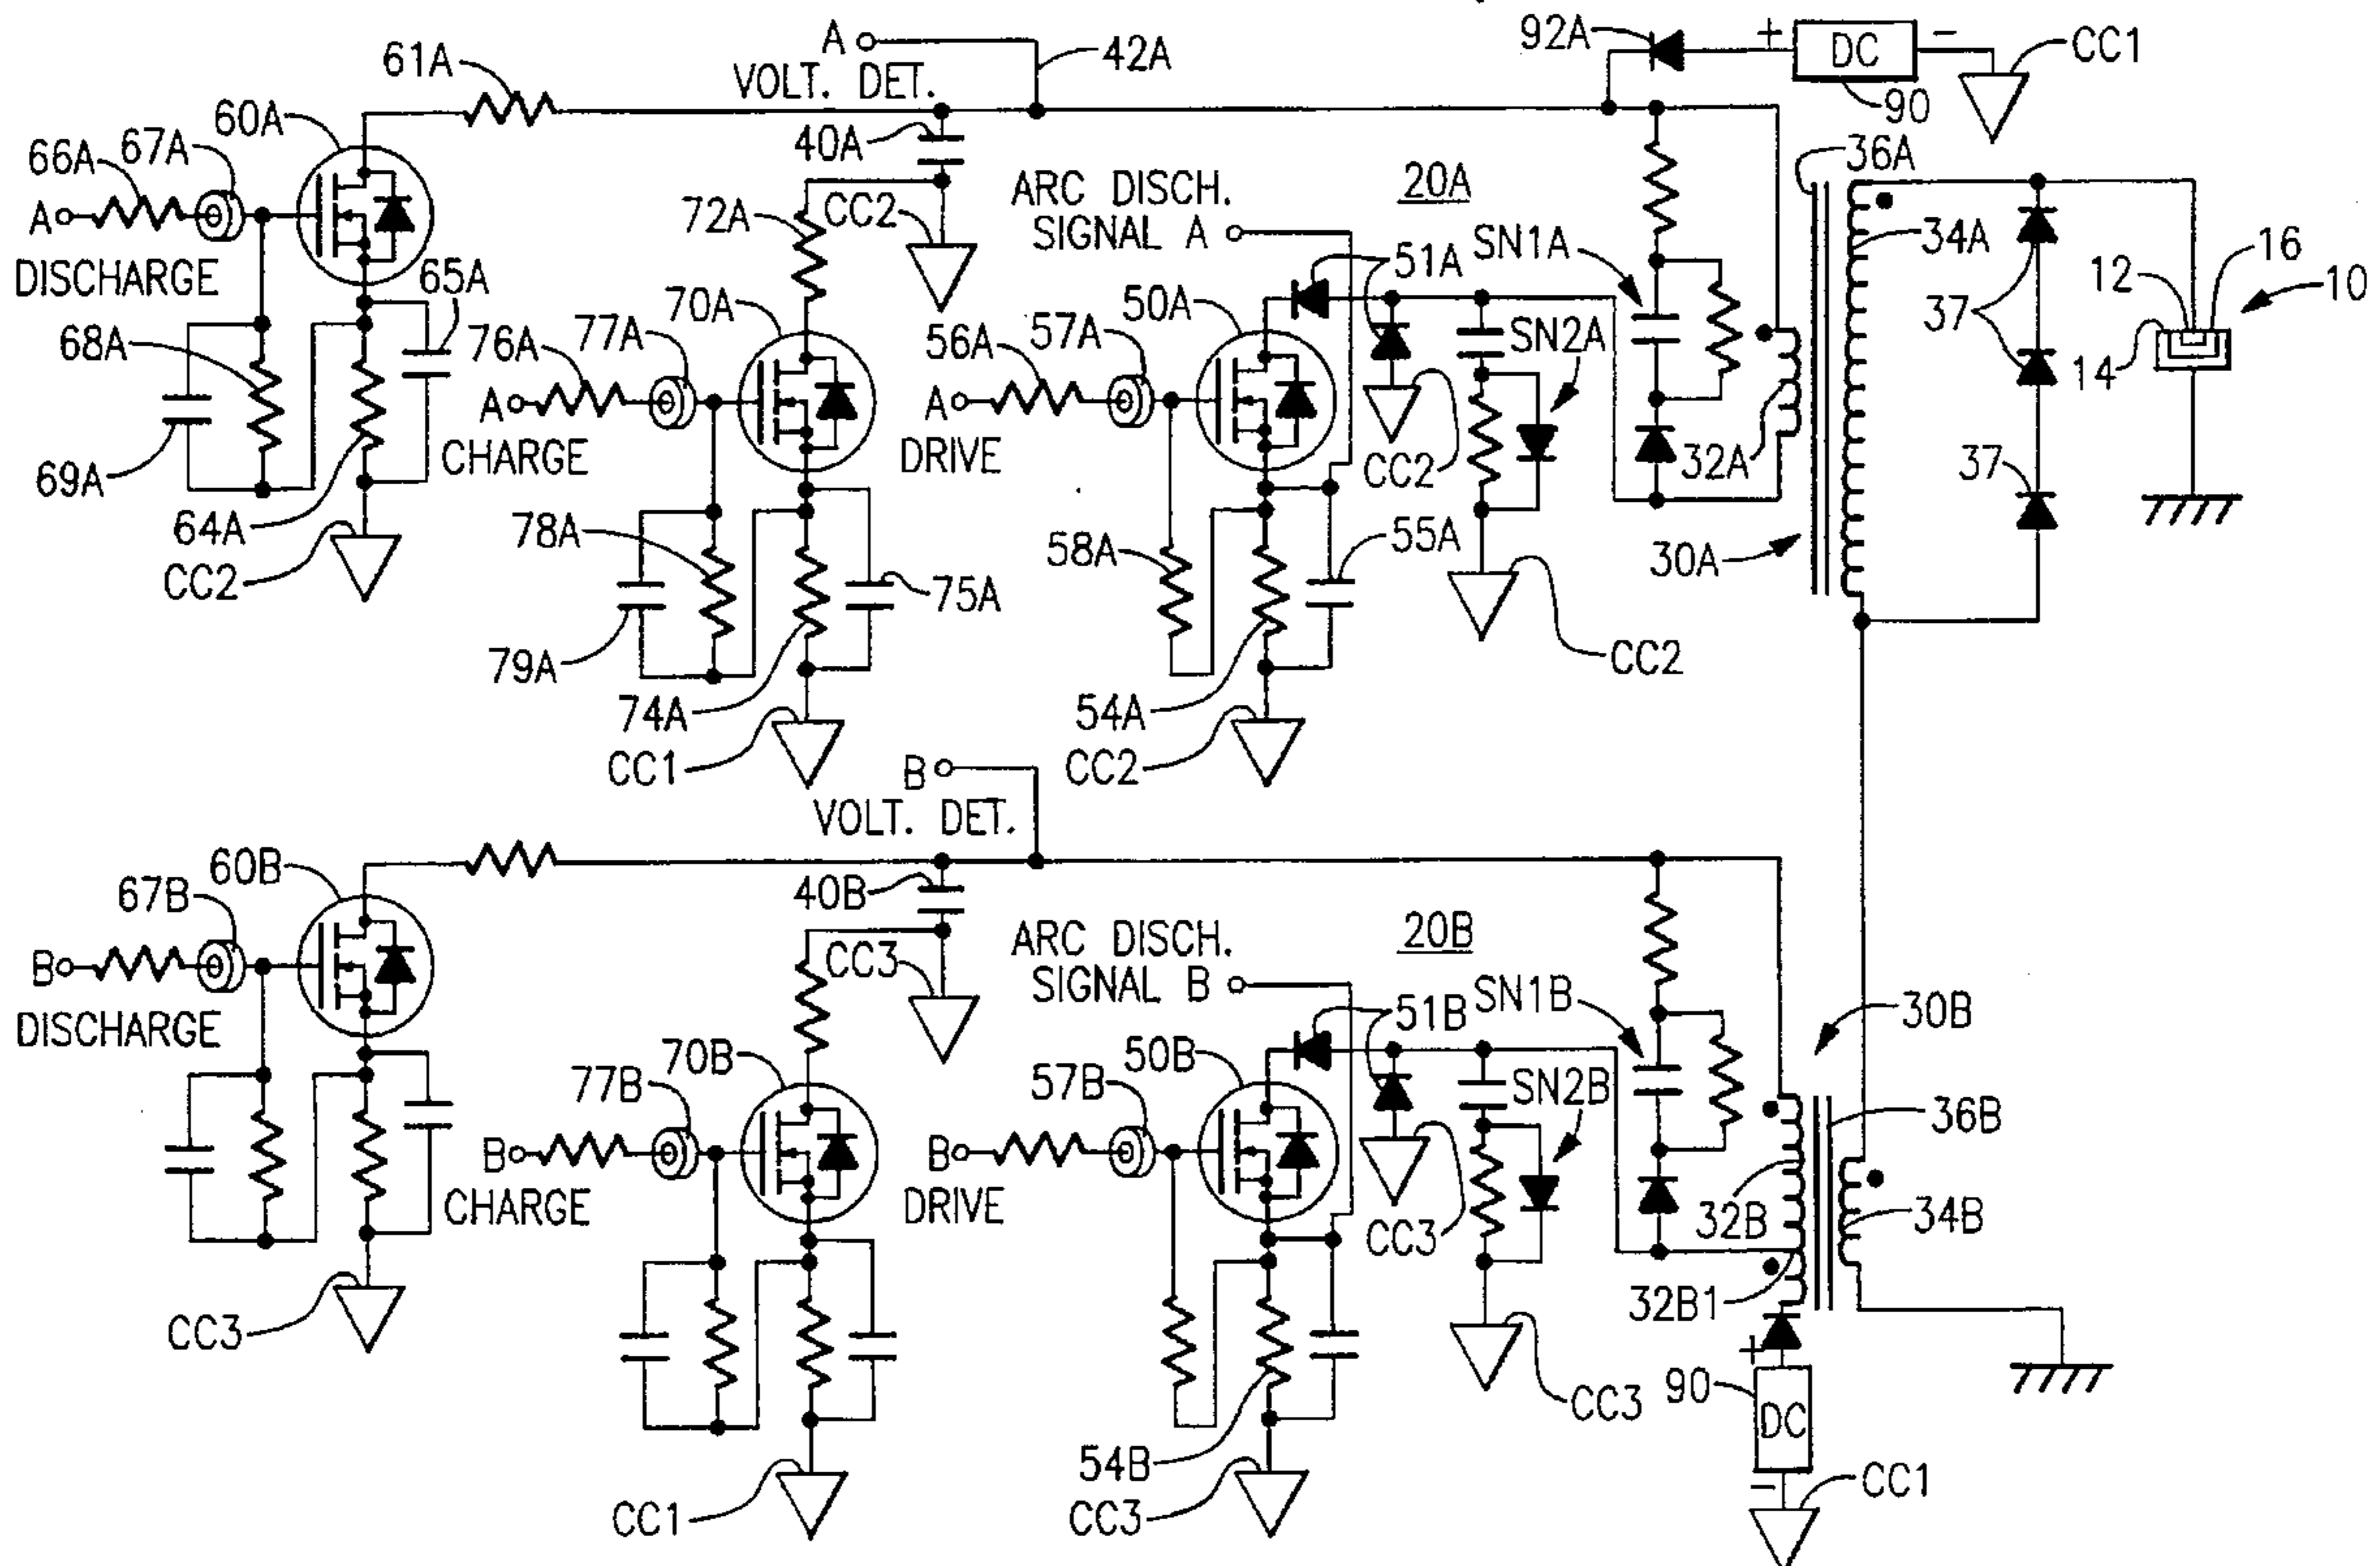 92A
+ DC - CC1
A
61A
VOLT. DET.
42A
90
60A
66A 67A
40A
36A
ARC DISCH.
SIGNAL A
20A
72A
CC2
A
DISCHARGE
65A
51A
SN1A
34A
12
16
10
70A
50A
37
68A
76A
77A
56A
57A
SN2A
14
A
CHARGE
A
DRIVE
CC2
32A
37
69A
64A
78A
58A
55A
30A
CC2
75A
79A
CC2
74A
54A
CC1
CC2
B
VOLT. DET.
60B
67B
40B
ARC DISCH.
SIGNAL B
20B
CC3
B
DISCHARGE
51B
SN1B
30B
70B
50B
77B
57B
SN2B
36B
B
CHARGE
B
DRIVE
CC3
32B
34B
32B1
CC3
+
90
DC
CC3
54B
-
CC1
CC1
CC3